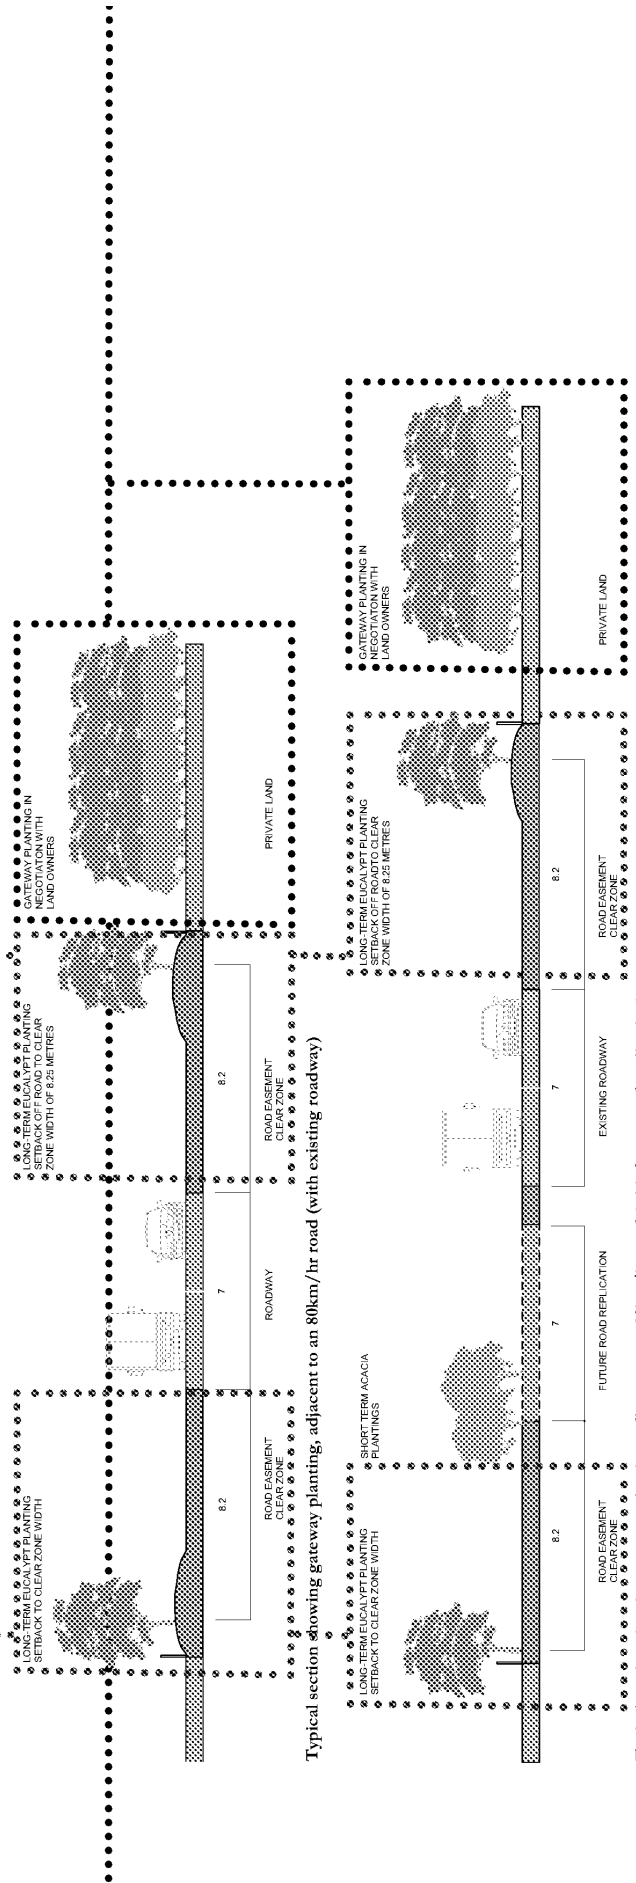 LONG-TERM EUCALYPT PLANTING
SETBACK TO CLEAR ZONE WIDTH
LONG-TERM EUCALYPT PLANTING
SETBACK OFF ROAD TO CLEAR
ZONE WIDTH OF 8.25 METRES
GATEWAY PLANTING IN
NEGOTIATON WITH
LAND OWNERS
8.2
7
8.2
ROAD EASEMENT
CLEAR ZONE
ROADWAY
ROAD EASEMENT
CLEAR ZONE
PRIVATE LAND
Typical section showing gateway planting, adjacent to an 80km/hr road (with existing roadway)
LONG-TERM EUCALYPT PLANTING
SETBACK TO CLEAR ZONE WIDTH
SHORT TERM ACACIA
PLANTINGS
LONG-TERM EUCALYPT PLANTING
SETBACK OFF ROADTO CLEAR
ZONE WIDTH OF 8.25 METRES
GATEWAY PLANTING IN
NEGOTIATON WITH
LAND OWNERS
8.2
7
7
8.2
ROAD EASEMENT
CLEAR ZONE
FUTURE ROAD REPLICATION
EXISTING ROADWAY
ROAD EASEMENT
CLEAR ZONE
PRIVATE LAND